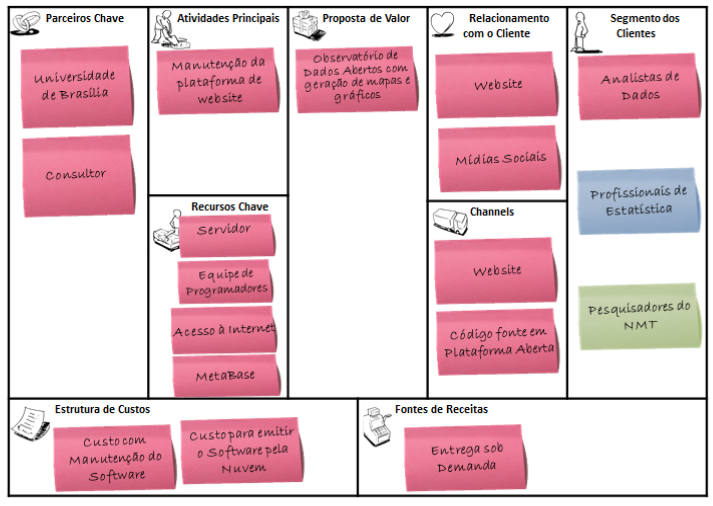 Parceiros Chave
Universidade
de Brasília
Consultor
Atividades Principais
Manutenção da
plataforma de
website
Recursos Chave
Servidor
Equipe de
Programadores
Acesso à Internet
MetaBase
Proposta de Valor
Observatório de
Dados Abertos com
geração de mapas e
gráficos
Relacionamento
com o Cliente
Website
Mídias Sociais
Channels
Website
Código fonte em
Plataforma Aberta
Segmento dos
Clientes
Analistas de
Dados
Profissionais de
Estatística
Pesquisadores do
NMT
Estrutura de Custos
Custo com
Manutenção do
Software
Custo para emitir
o Software pela
Nuvem
Fontes de Receitas
Entrega sob
Demanda